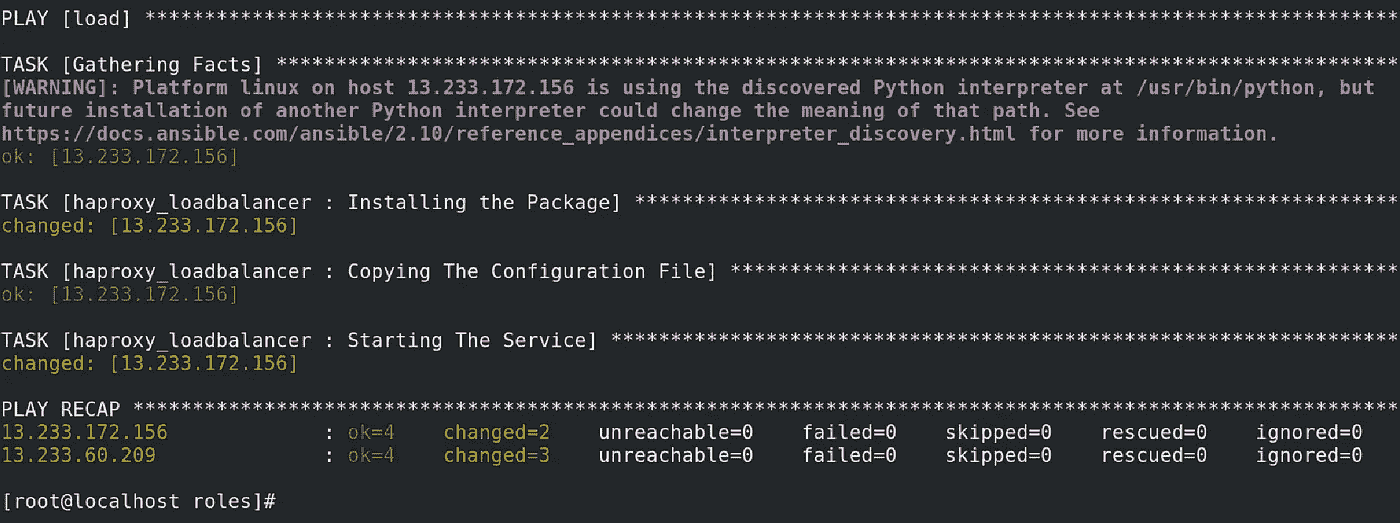 PLAY [load] *********************************************************************************************************
TASK [Gathering Facts] **********************************************************************************************
[WARNING]: Platform linux on host 13.233.172.156 is using the discovered Python interpreter at /usr/bin/python, but
future installation of another Python interpreter could change the meaning of that path. See
https://docs.ansible.com/ansible/2.10/reference_appendices/interpreter_discovery.html for more information.
ok: [13.233.172.156]
TASK [haproxy_loadbalancer : Installing the Package] ****************************************************************
changed: [13.233.172.156]
TASK [haproxy_loadbalancer : Copying The Configuration File] ********************************************************
ok: [13.233.172.156]
TASK [haproxy_loadbalancer : Starting The Service] ******************************************************************
changed: [13.233.172.156]
PLAY RECAP **********************************************************************************************************
13.233.172.156             : ok=4    changed=2    unreachable=0    failed=0    skipped=0    rescued=0    ignored=0
13.233.60.209              : ok=4    changed=3    unreachable=0    failed=0    skipped=0    rescued=0    ignored=0
[root@localhost roles]#